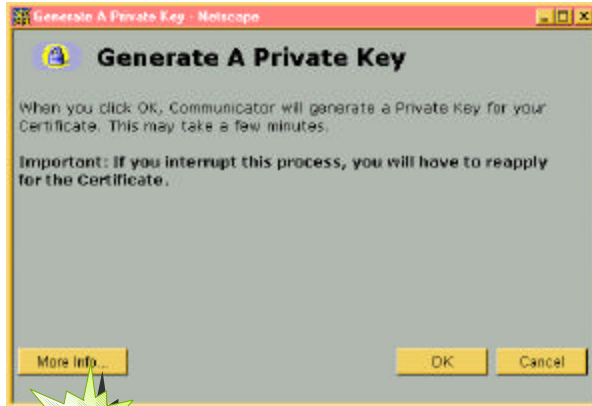 Generate A Private Key - Netscape
Generate A Private Key
When you click OK, Communicator will generate a Private Key for your
Certificate. This may take a few minutes.
Important: If you interrupt this process, you will have to reapply
for the Certificate.
More Info... OK Cancel